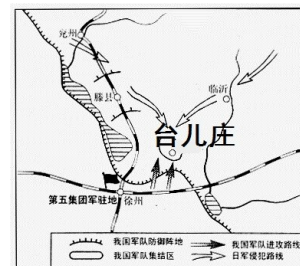 兖州
滕县
临沂
台儿庄
第五集团军驻地
徐州
我国军队防御阵地
我国军队进攻路线
我国军队集结区
日军侵犯路线